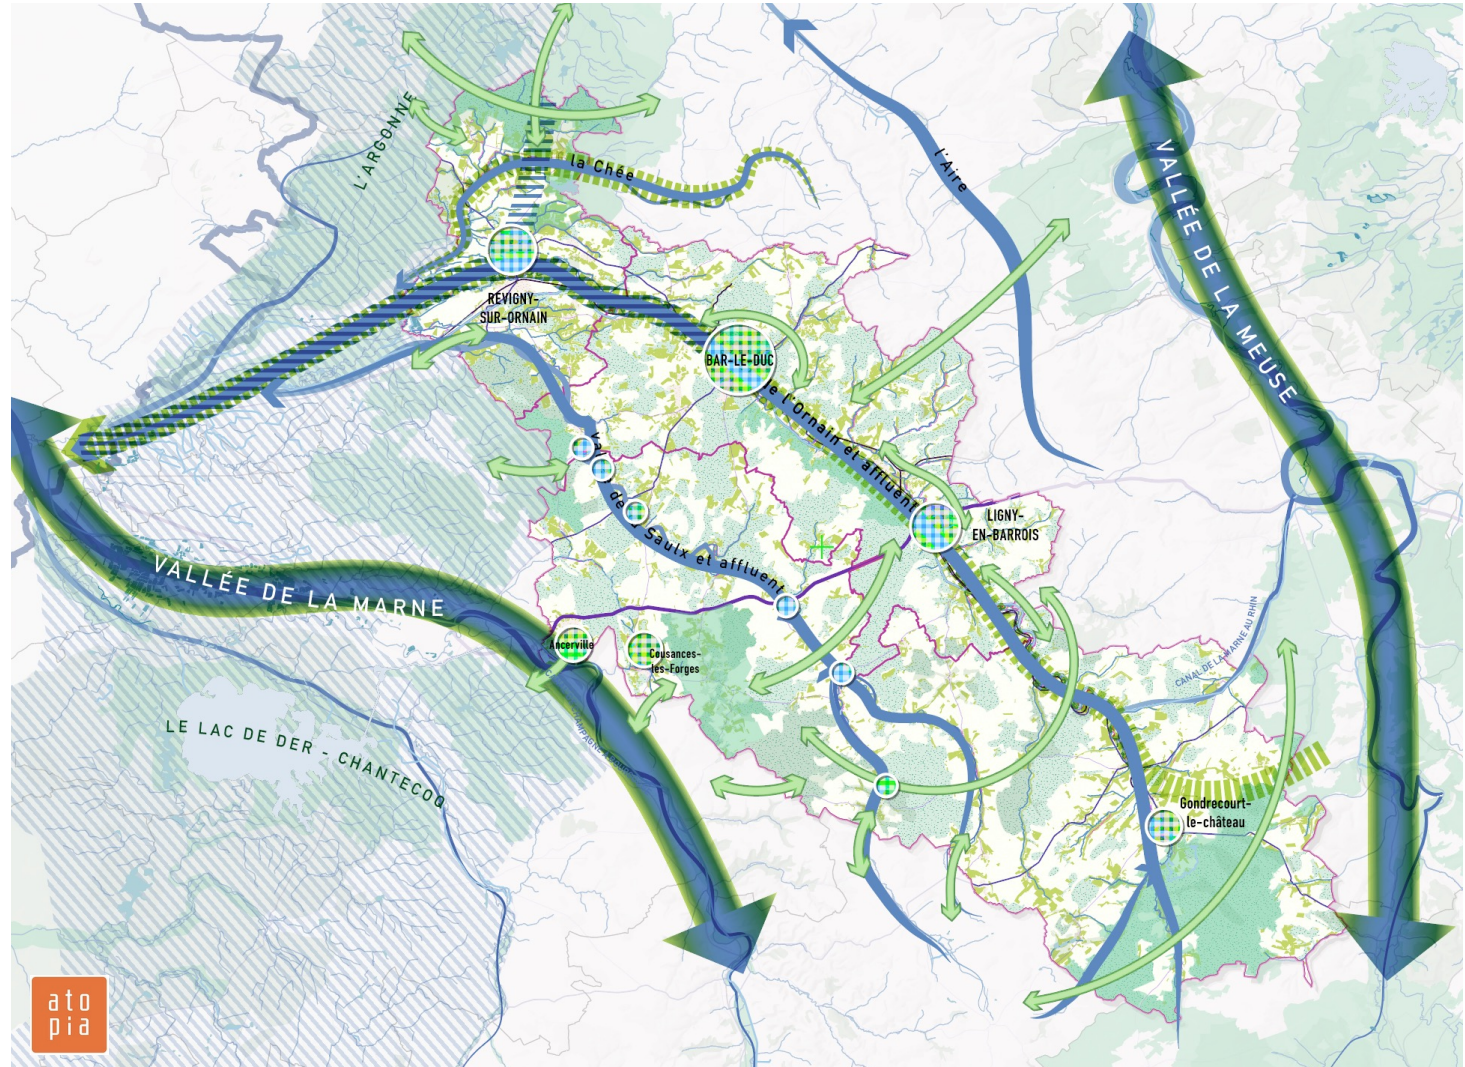 L'ARGONNE
la Chée
l'Aire
VALLÉE DE LA MEUSE
REVIGNY-
SUR-ORNAIN
BAR-LE-DUC
de l'Ornain et affluent
LIGNY-
EN-BARROIS
de la Saulx et affluent
VALLÉE DE LA MARNE
Ancerville
Cousances-
les-Forges
CANAL DE LA MARNE AU RHIN
LE LAC DE DER - CHANTECOQ
Gondrecourt-
le-château
ato
pia